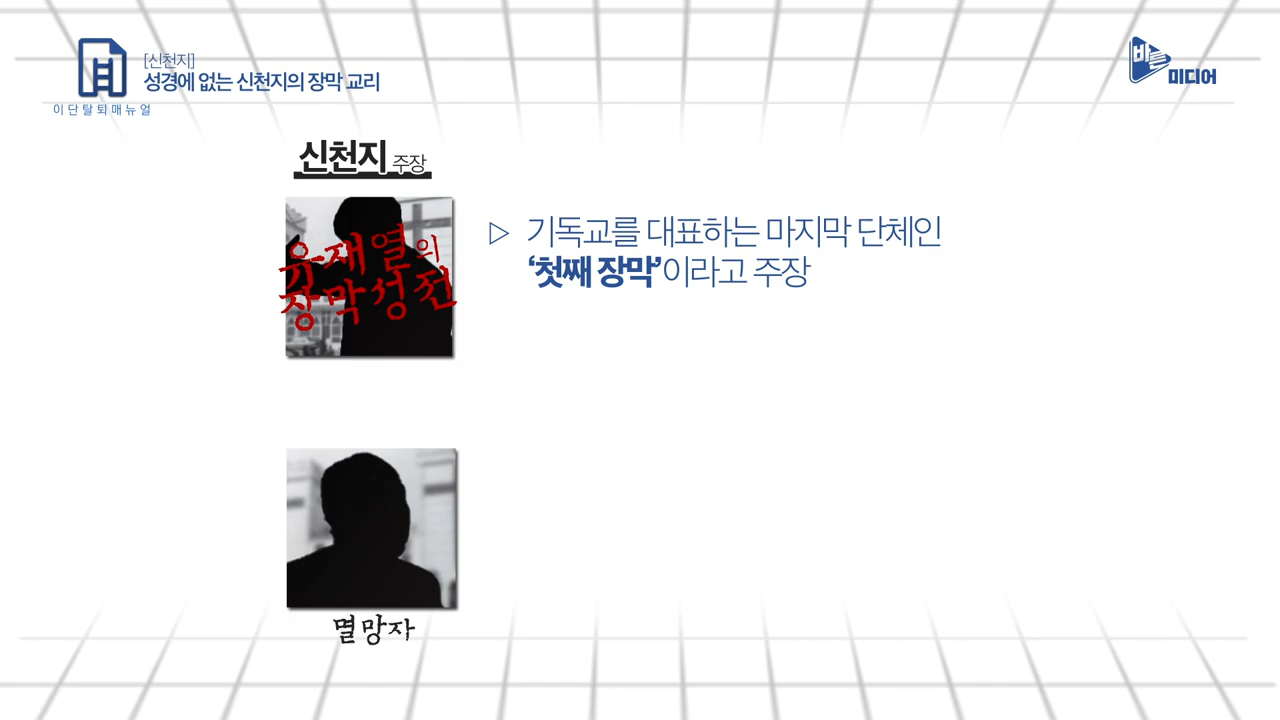 [신천지]
성경에 없는 신천지의 장막 교리
이단탈퇴매뉴얼
바른
미디어
신천지 주장
유재열의
장막성전
▷ 기독교를 대표하는 마지막 단체인
‘첫째 장막’이라고 주장
멸망자